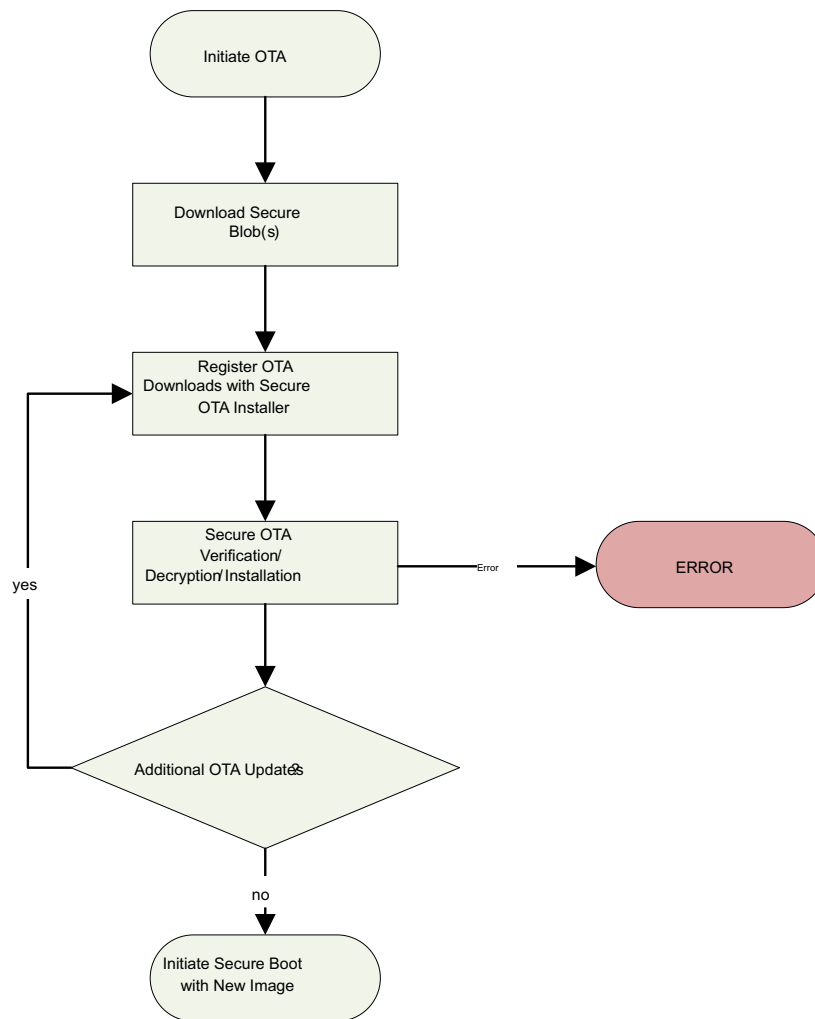 Initiate OTA
Download Secure
Blob(s)
Register OTA
Downloads with Secure
OTA Installer
Secure OTA
Verification/
Decryption/Installation
Error
ERROR
yes
Additional OTA Updates?
no
Initiate Secure Boot
with New Image